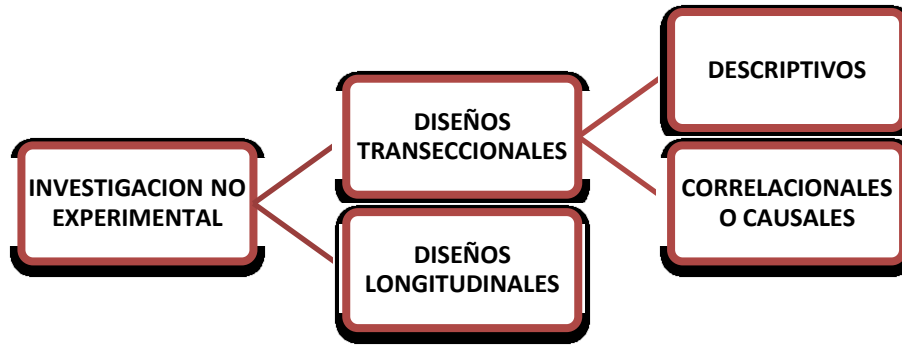 INVESTIGACION NO
EXPERIMENTAL
DISEÑOS
TRANSECCIONALES
DISEÑOS
LONGITUDINALES
DESCRIPTIVOS
CORRELACIONALES
O CAUSALES